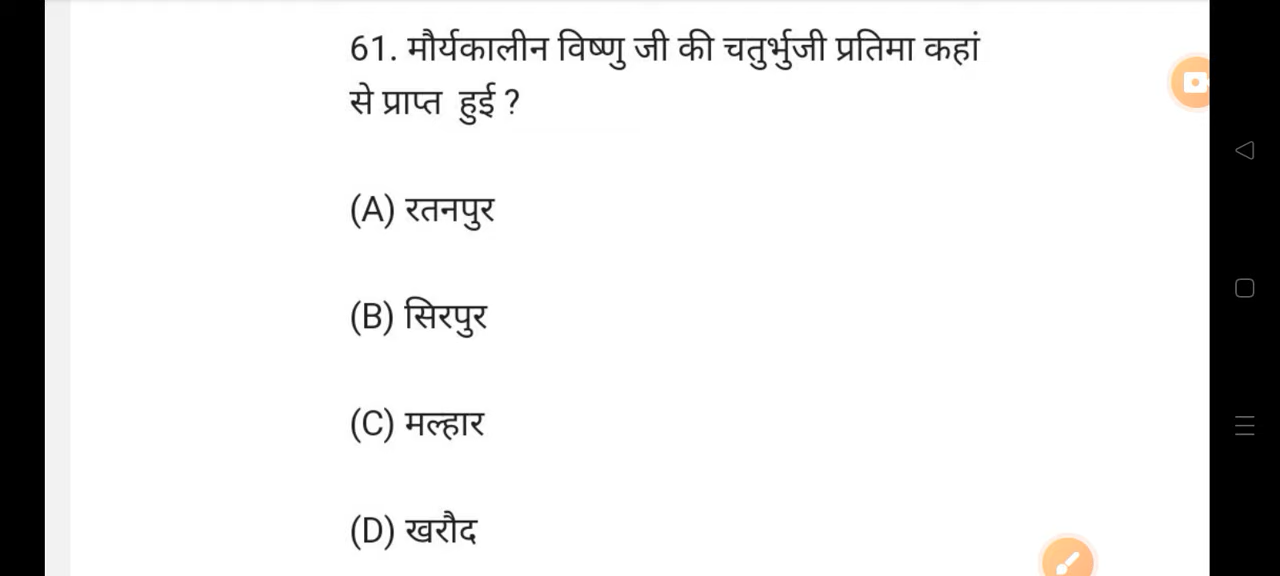 61. मौर्यकालीन विष्णु जी की चतुर्भुजी प्रतिमा कहां
से प्राप्त हुई ?
(A) रतनपुर
(B) सिरपुर
(C) मल्हार
(D) खरौद